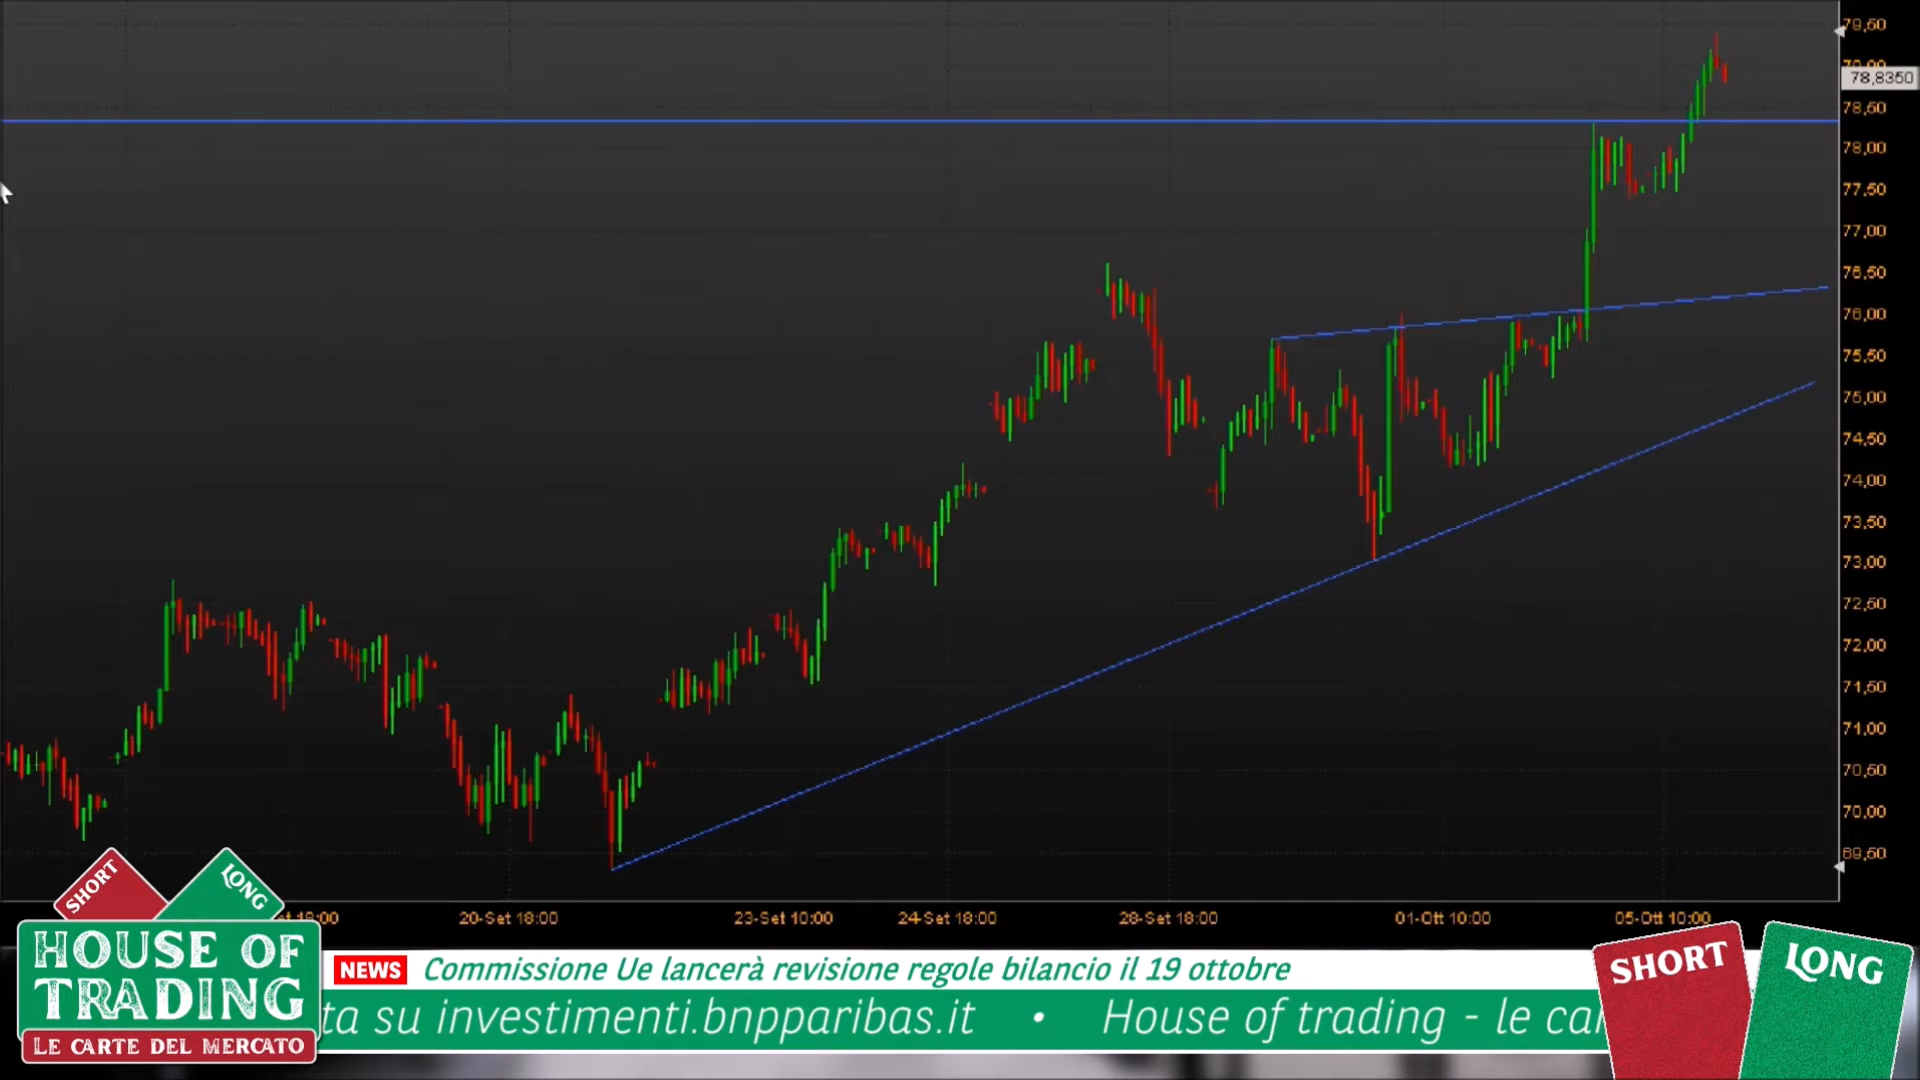 79,50
78,8350
78,50
78,00
77,50
77,00
76,50
76,00
75,50
75,00
74,50
74,00
73,50
73,00
72,50
72,00
71,50
71,00
70,50
70,00
69,50
20-Set 18:00
23-Set 10:00
24-Set 18:00
28-Set 18:00
01-Ott 10:00
05-Ott 10:00
SHORT
LONG
HOUSE OF
TRADING
LE CARTE DEL MERCATO
NEWS Commissione Ue lancerà revisione regole bilancio il 19 ottobre
ta su investimenti.bnpparibas.it • House of trading - le car
SHORT
LONG